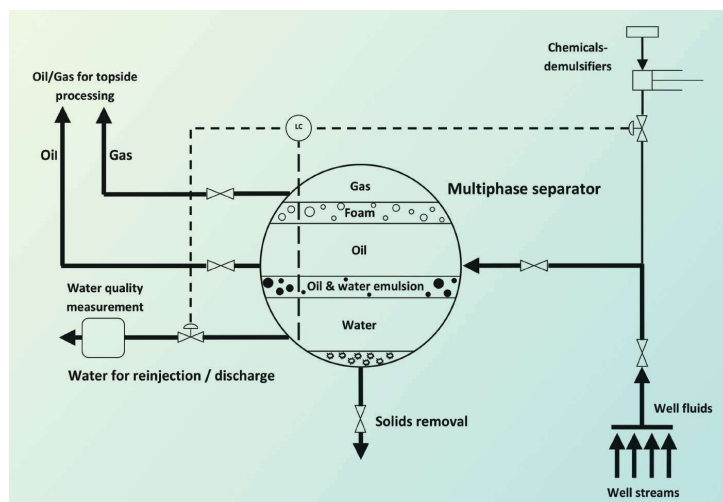 Chemicals-
demulsifiers
Oil/Gas for topside
processing
LC
Oil
Gas
Gas
Multiphase separator
Foam
Oil
Oil & water emulsion
Water quality
measurement
Water
Water for reinjection / discharge
Solids removal
Well fluids
Well streams